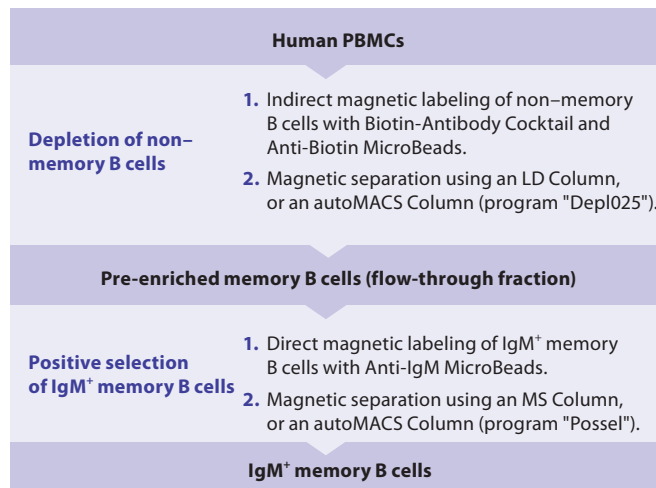 Human PBMCs
Depletion of non–
memory B cells
1. Indirect magnetic labeling of non–memory
B cells with Biotin-Antibody Cocktail and
Anti-Biotin MicroBeads.
2. Magnetic separation using an LD Column,
or an autoMACS Column (program "Depl025").
Pre-enriched memory B cells (flow-through fraction)
Positive selection
of IgM⁺ memory B cells
1. Direct magnetic labeling of IgM⁺ memory
B cells with Anti-IgM MicroBeads.
2. Magnetic separation using an MS Column,
or an autoMACS Column (program "Possel").
IgM⁺ memory B cells